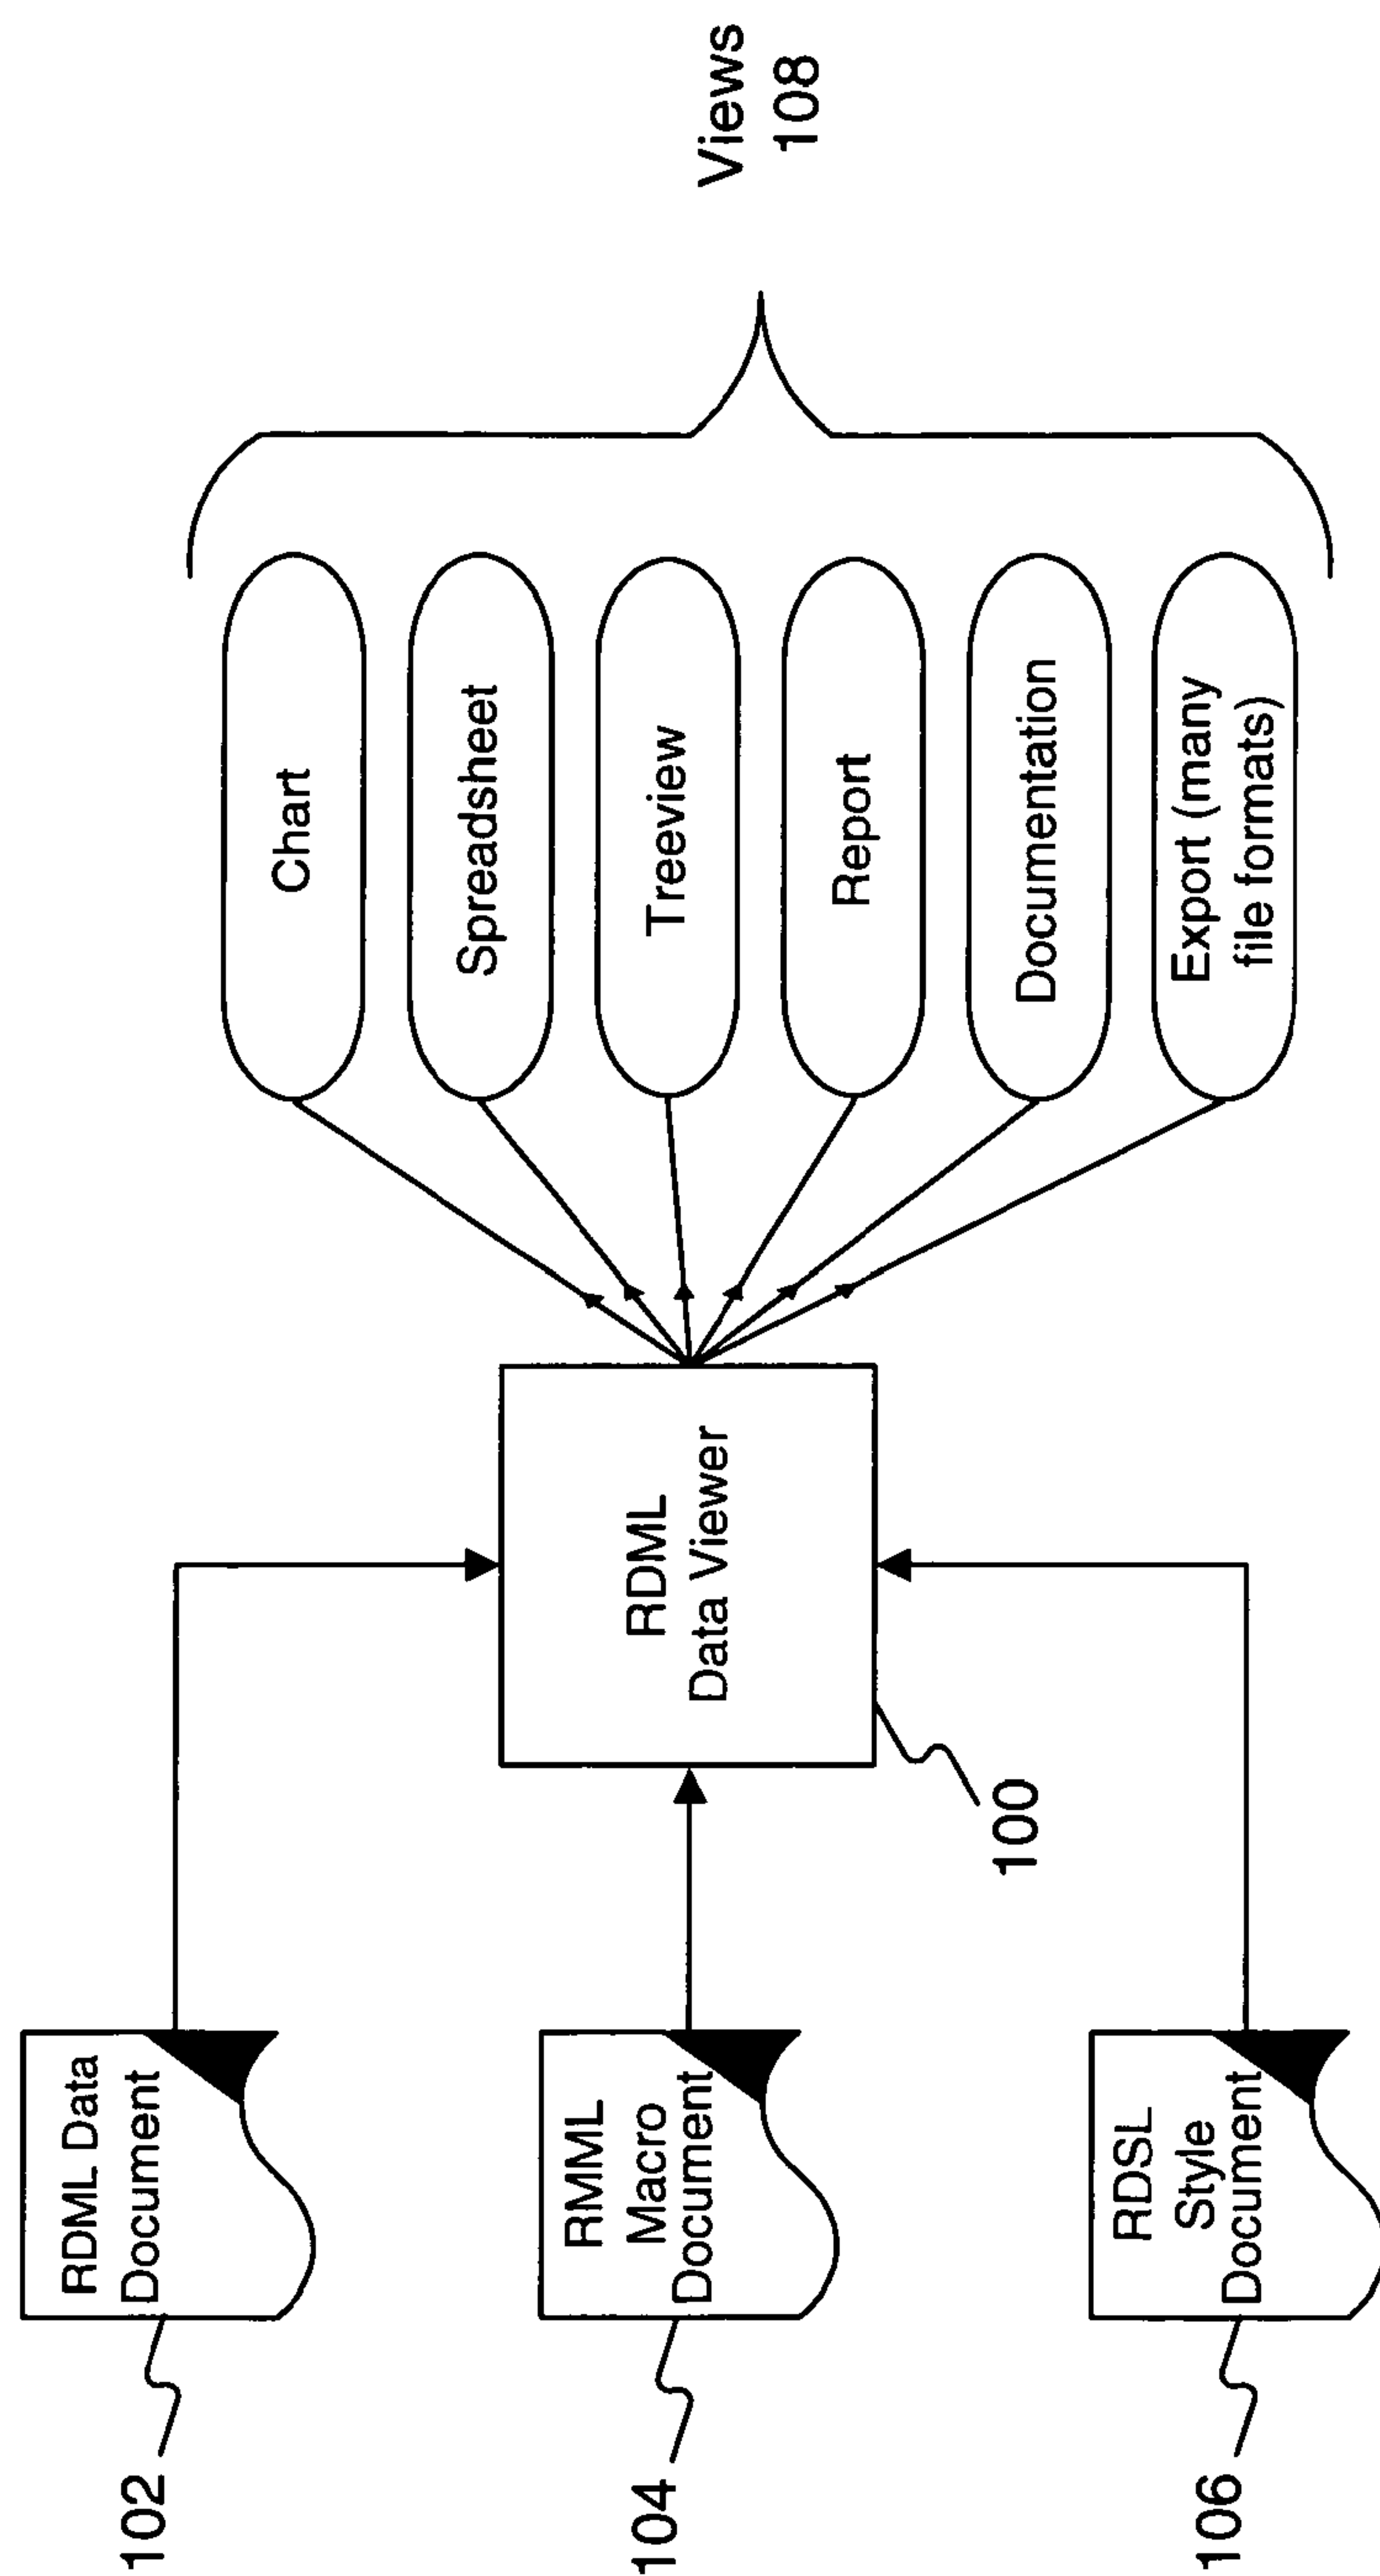 102
RDML Data
Document
104
RMML
Macro
Document
106
RDSL
Style
Document
RDML
Data Viewer
100
Chart
Spreadsheet
Treeview
Report
Documentation
Export (many
file formats)
Views
108